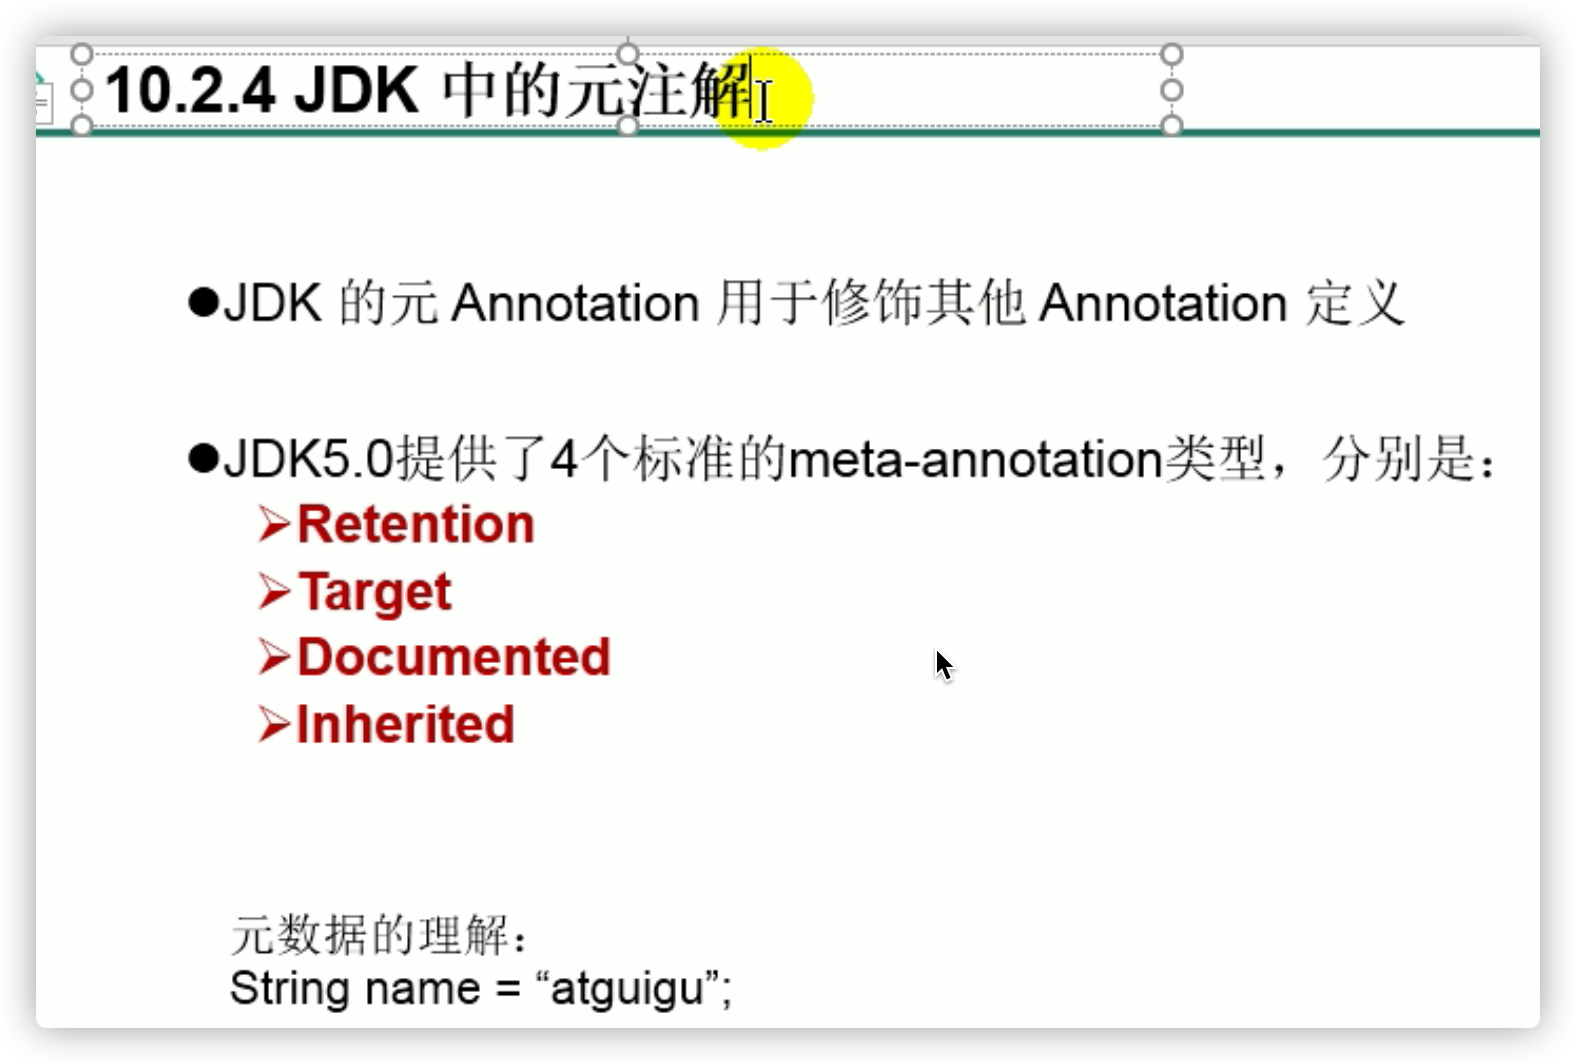 10.2.4 JDK 中的元注解
●JDK 的元 Annotation 用于修饰其他 Annotation 定义
●JDK5.0提供了4个标准的meta-annotation类型，分别是：
➢Retention
➢Target
➢Documented
➢Inherited
元数据的理解：
String name = “atguigu”;